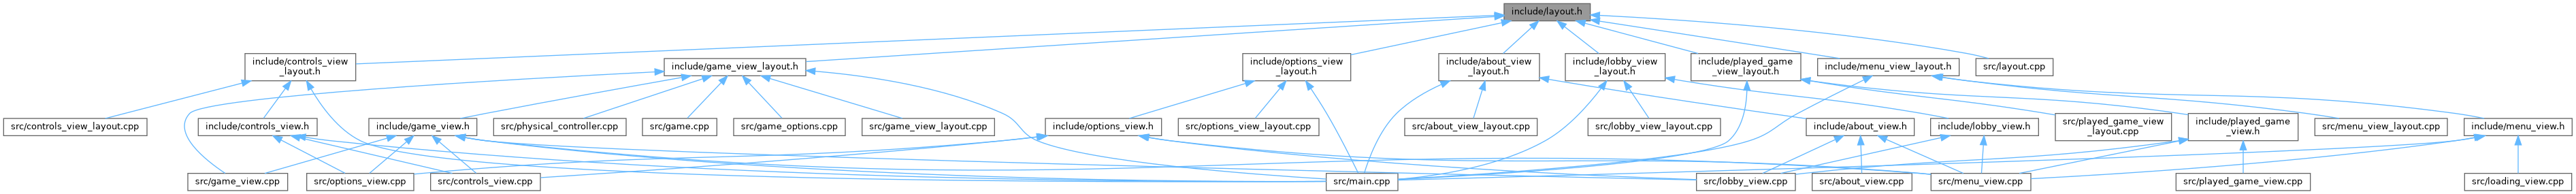 include/layout.h
include/controls_view
_layout.h
include/game_view_layout.h
include/options_view
_layout.h
include/about_view
_layout.h
include/lobby_view
_layout.h
include/played_game
_view_layout.h
include/menu_view_layout.h
src/layout.cpp
src/controls_view_layout.cpp
include/controls_view.h
include/game_view.h
src/physical_controller.cpp
src/game.cpp
src/game_options.cpp
src/game_view_layout.cpp
include/options_view.h
src/options_view_layout.cpp
src/about_view_layout.cpp
src/lobby_view_layout.cpp
include/about_view.h
include/lobby_view.h
src/played_game_view
_layout.cpp
include/played_game
_view.h
src/menu_view_layout.cpp
include/menu_view.h
src/game_view.cpp
src/options_view.cpp
src/controls_view.cpp
src/main.cpp
src/lobby_view.cpp
src/about_view.cpp
src/menu_view.cpp
src/played_game_view.cpp
src/loading_view.cpp